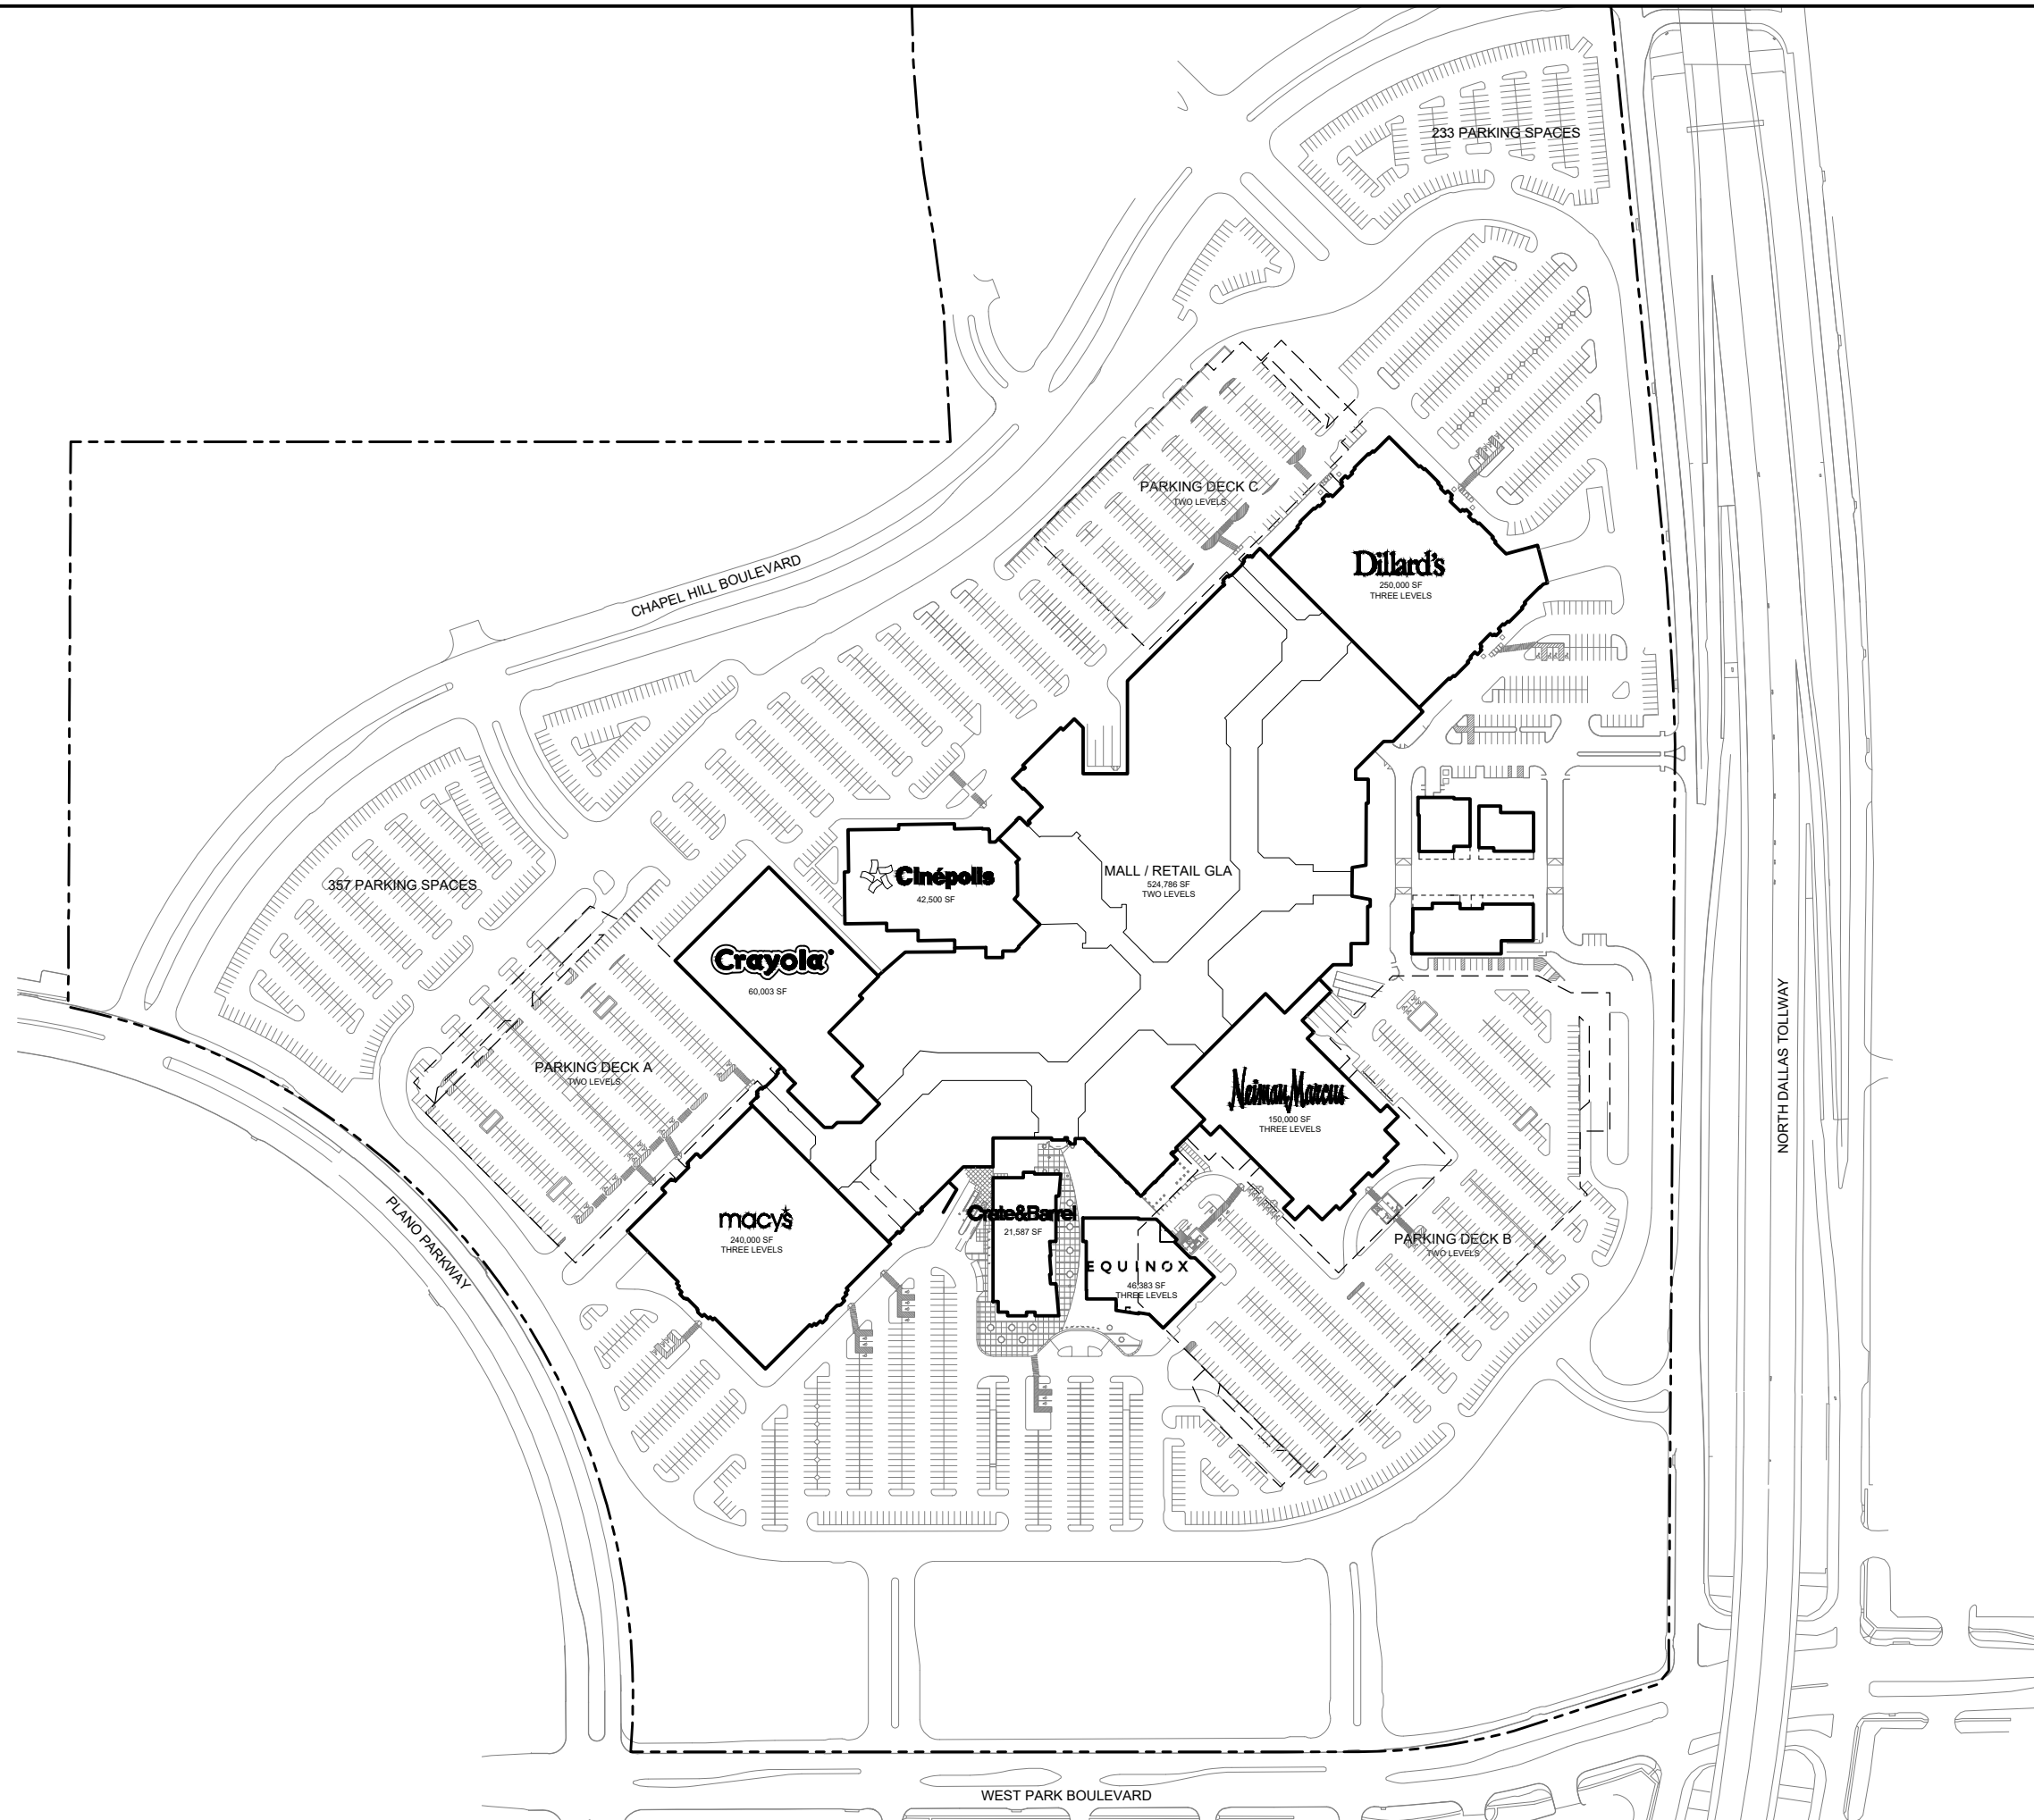 233 PARKING SPACES
PARKING DECK C
TWO LEVELS
Dillard's
250,000 SF
THREE LEVELS
CHAPEL HILL BOULEVARD
357 PARKING SPACES
Cinépolis
42,500 SF
MALL / RETAIL GLA
524,786 SF
TWO LEVELS
Crayola
60,003 SF
PARKING DECK A
TWO LEVELS
Neiman Marcus
150,000 SF
THREE LEVELS
NORTH DALLAS TOLLWAY
PLANO PARKWAY
macy's
240,000 SF
THREE LEVELS
Crate&Barrel
21,587 SF
EQUINOX
46,383 SF
THREE LEVELS
PARKING DECK B
TWO LEVELS
WEST PARK BOULEVARD